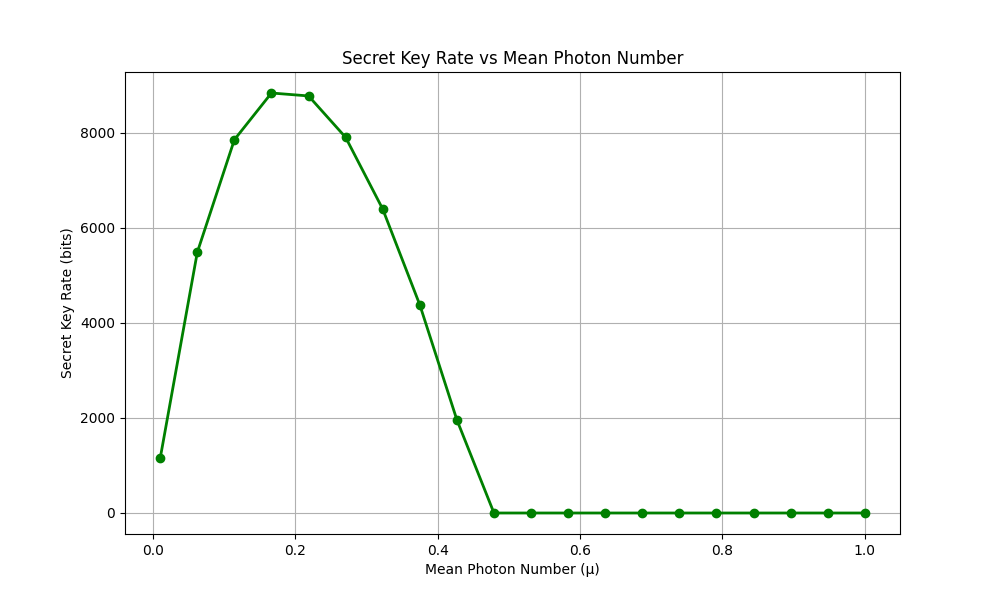 Secret Key Rate vs Mean Photon Number
Secret Key Rate (bits)
8000
6000
4000
2000
0
0.0 0.2 0.4 0.6 0.8 1.0
Mean Photon Number (μ)